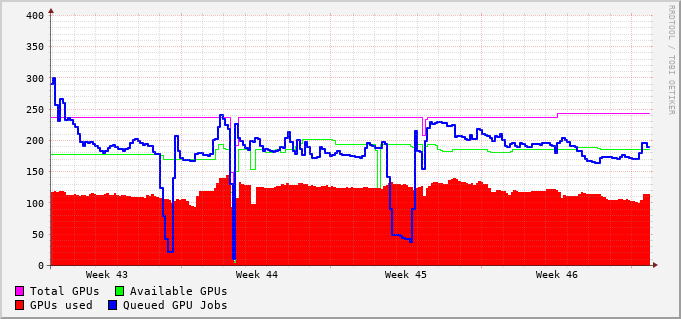 400
350
300
250
200
150
100
50
0
Week 43 Week 44 Week 45 Week 46
Total GPUs Available GPUs
GPUs used Queued GPU Jobs
RRDTOOL / TOBI OETIKER